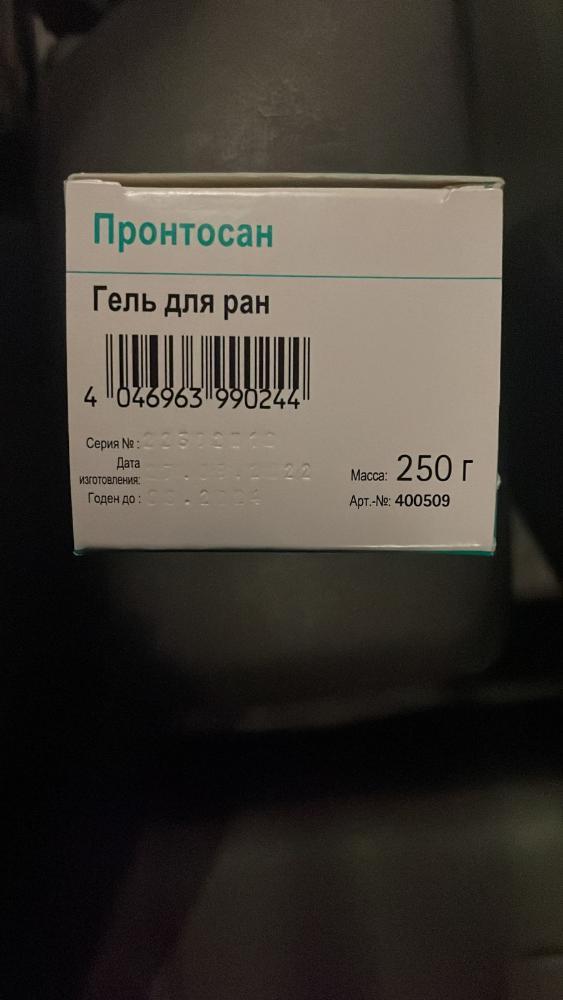 Пронтосан
Гель для ран
4 046963 990244
Серия № :
Дата
изготовления:
Годен до :
Масса: 250 г
Арт.-№: 400509